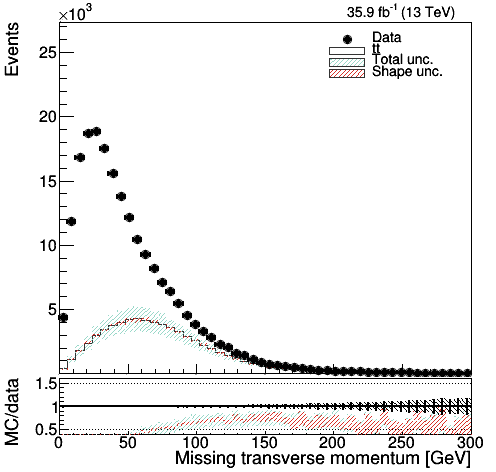 ×10³
35.9 fb⁻¹ (13 TeV)
Events
Data
tt̄
Total unc.
Shape unc.
25
20
15
10
5
MC/data
1.5
1
0.5
0 50 100 150 200 250 300
Missing transverse momentum [GeV]